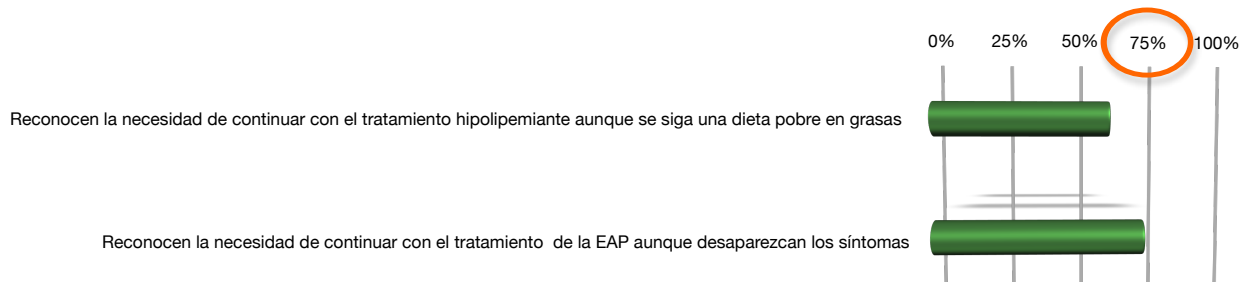 0% 25% 50% 75% 100%
Reconocen la necesidad de continuar con el tratamiento hipolipemiante aunque se siga una dieta pobre en grasas
Reconocen la necesidad de continuar con el tratamiento de la EAP aunque desaparezcan los síntomas